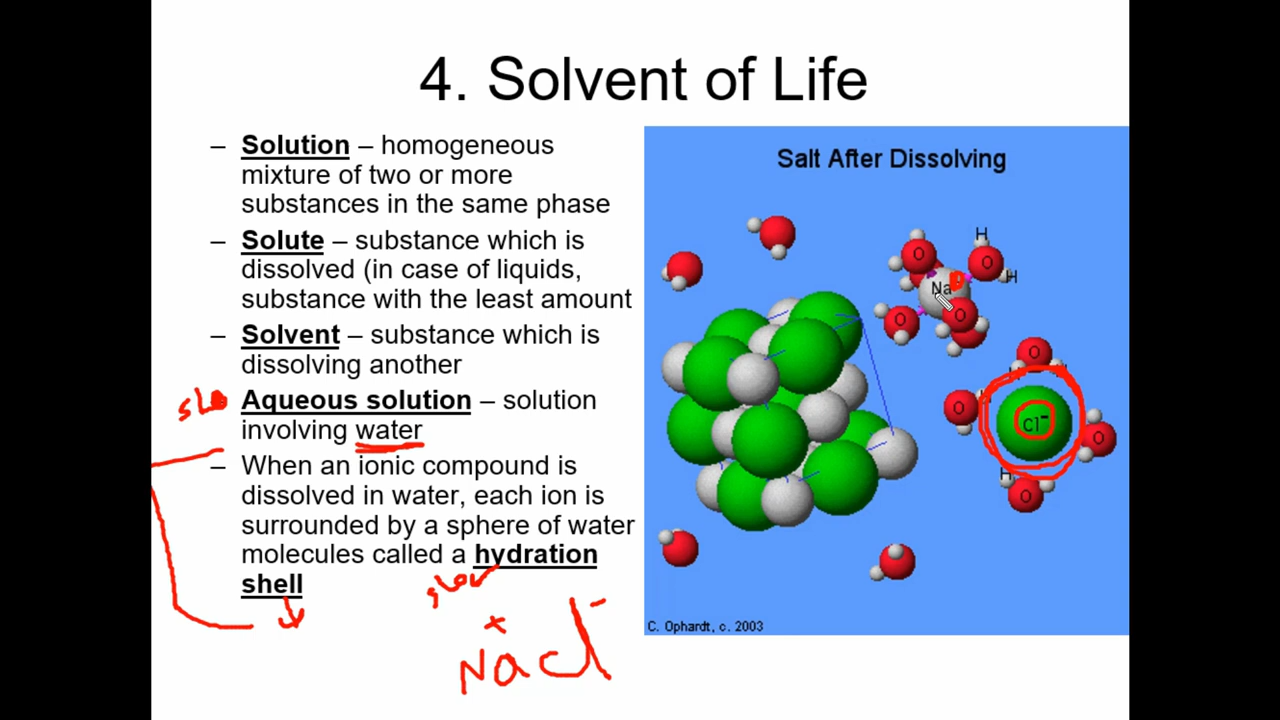 4. Solvent of Life
– Solution – homogeneous
mixture of two or more
substances in the same phase
– Solute – substance which is
dissolved (in case of liquids,
substance with the least amount
– Solvent – substance which is
dissolving another
– Aqueous solution – solution
involving water
– When an ionic compound is
dissolved in water, each ion is
surrounded by a sphere of water
molecules called a hydration
shell
+ -
NaCl
Salt After Dissolving
H
O
O
H
Na
O
O
O
H
O
Cl-
O
H
O
C. Ophardt, c. 2003